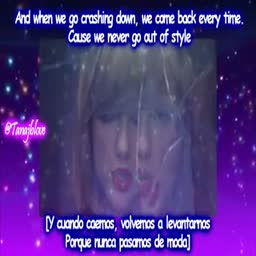 And when we go crashing down, we come back every time.
Cause we never go out of style
@Tanajblove
[Y cuando caemos, volvemos a levantarnos
Porque nunca pasamos de moda]